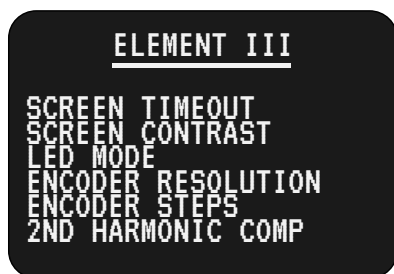 ELEMENT III
SCREEN TIMEOUT
SCREEN CONTRAST
LED MODE
ENCODER RESOLUTION
ENCODER STEPS
2ND HARMONIC COMP